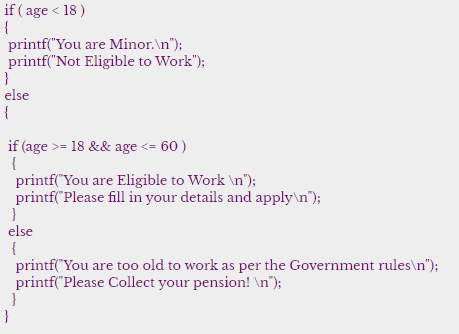 if ( age < 18 )
{
printf("You are Minor.\n");
printf("Not Eligible to Work");
}
else
{
if (age >= 18 && age <= 60 )
{
printf("You are Eligible to Work \n");
printf("Please fill in your details and apply\n");
}
else
{
printf("You are too old to work as per the Government rules\n");
printf("Please Collect your pension! \n");
}
}